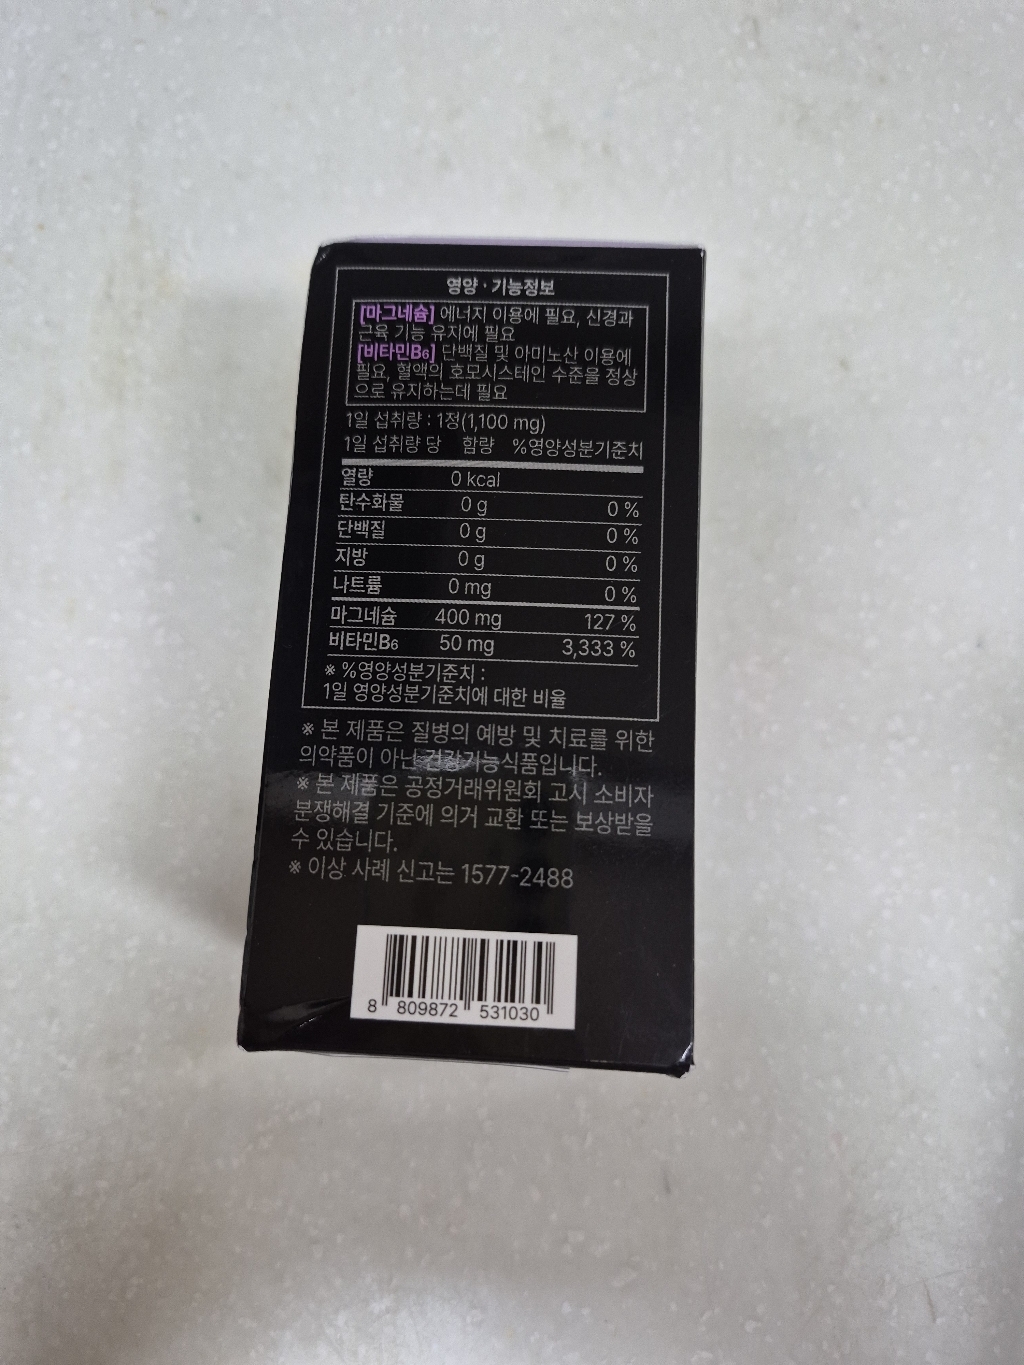 영양 · 기능정보
[마그네슘] 에너지 이용에 필요, 신경과
근육 기능 유지에 필요
[비타민B6] 단백질 및 아미노산 이용에
필요, 혈액의 호모시스테인 수준을 정상
으로 유지하는데 필요
1일 섭취량 : 1정(1,100 mg)
1일 섭취량 당 함량 %영양성분기준치
열량 0 kcal
탄수화물 0 g 0 %
단백질 0 g 0 %
지방 0 g 0 %
나트륨 0 mg 0 %
마그네슘 400 mg 127 %
비타민B6 50 mg 3,333 %
※ %영양성분기준치 :
1일 영양성분기준치에 대한 비율
※ 본 제품은 질병의 예방 및 치료를 위한
의약품이 아닌 건강기능식품입니다.
※ 본 제품은 공정거래위원회 고시 소비자
분쟁해결 기준에 의거 교환 또는 보상받을
수 있습니다.
※ 이상 사례 신고는 1577-2488
8 809872 531030